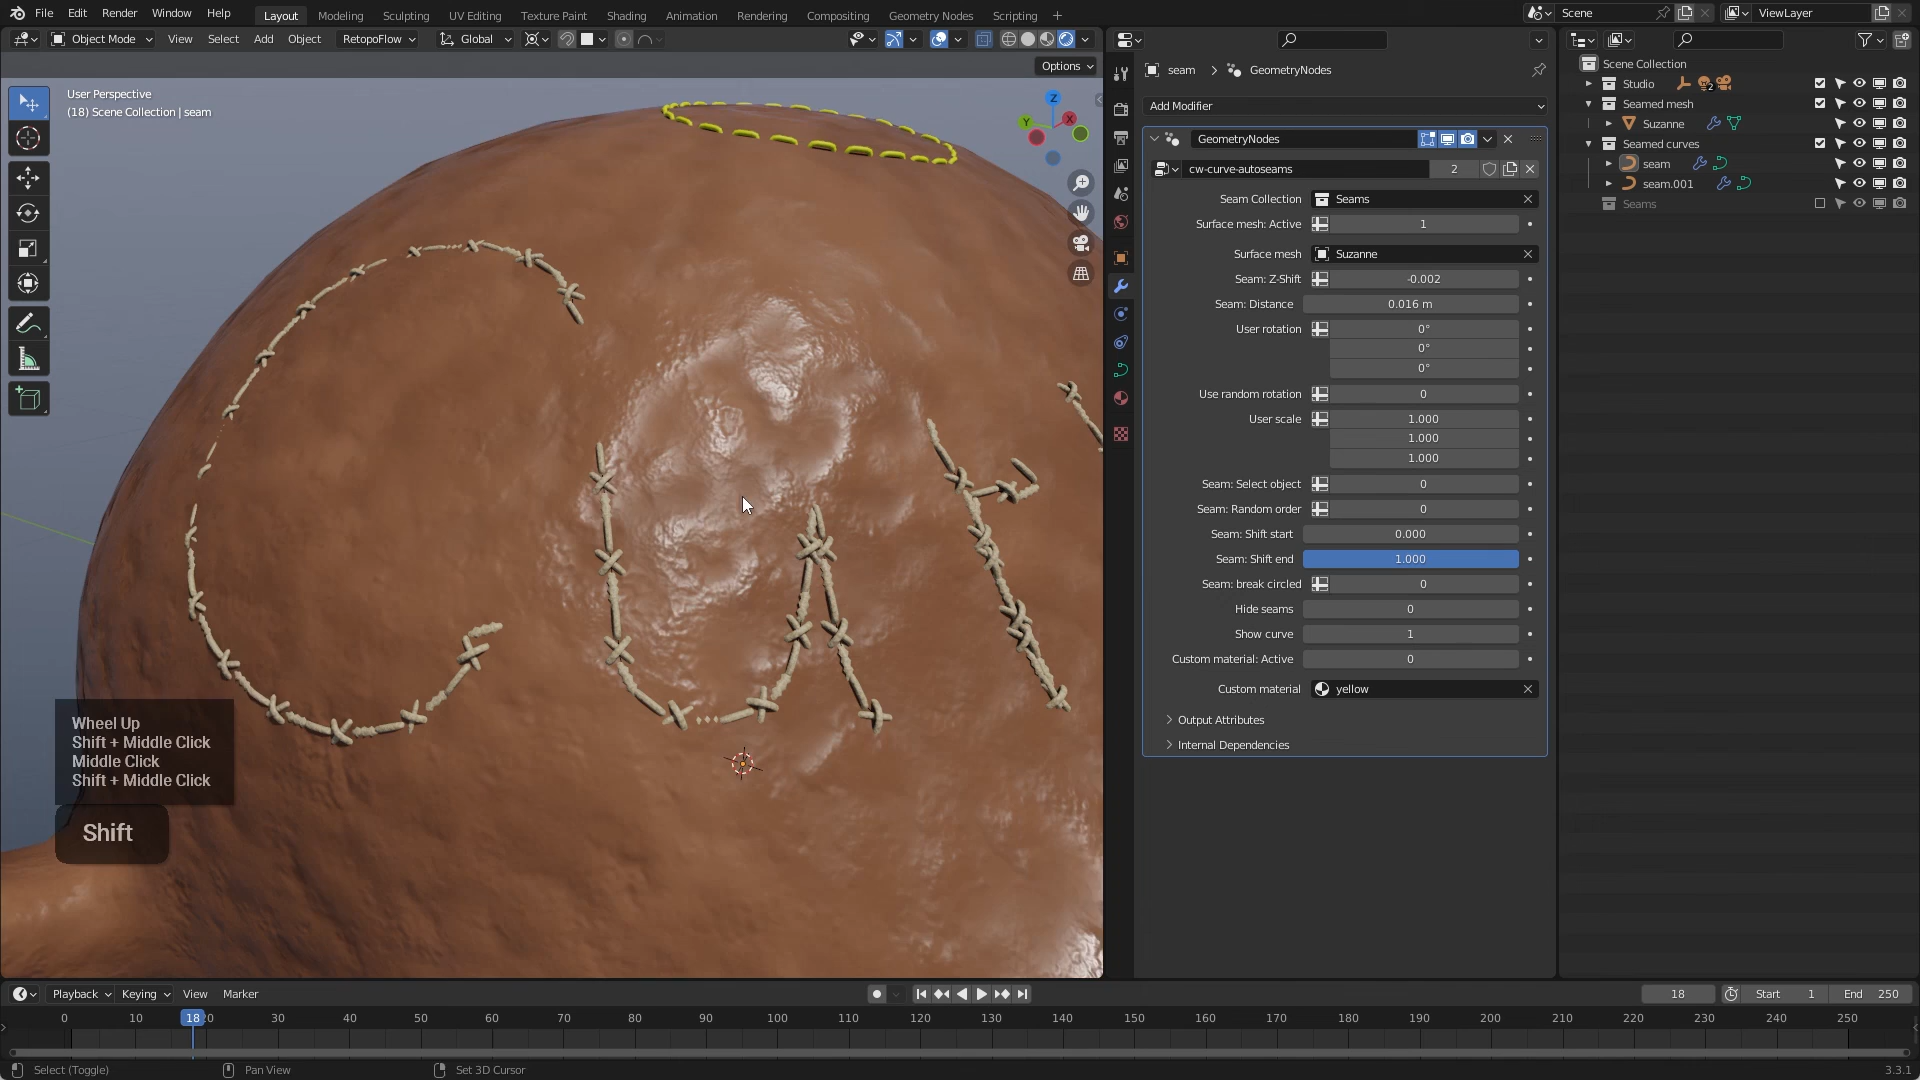 File Edit Render Window Help
Layout Modeling Sculpting UV Editing Texture Paint Shading Animation Rendering Compositing Geometry Nodes Scripting +
Scene
ViewLayer
Object Mode View Select Add Object RetopoFlow Global
Options
User Perspective
(18) Scene Collection | seam
Z
Y
X
Wheel Up
Shift + Middle Click
Middle Click
Shift + Middle Click
Shift
seam > GeometryNodes
Add Modifier
GeometryNodes
cw-curve-autoseams 2
Seam Collection Seams
Surface mesh: Active 1
Surface mesh Suzanne
Seam: Z-Shift -0.002
Seam: Distance 0.016 m
User rotation 0°
0°
0°
Use random rotation 0
User scale 1.000
1.000
1.000
Seam: Select object 0
Seam: Random order 0
Seam: Shift start 0.000
Seam: Shift end 1.000
Seam: break circled 0
Hide seams 0
Show curve 1
Custom material: Active 0
Custom material yellow
Output Attributes
Internal Dependencies
Scene Collection
Studio 2
Seamed mesh
Suzanne
Seamed curves
seam
seam.001
Seams
Playback Keying View Marker
18 Start 1 End 250
0 10 18 20 30 40 50 60 70 80 90 100 110 120 130 140 150 160 170 180 190 200 210 220 230 240 250
Select (Toggle) Pan View Set 3D Cursor
3.3.1